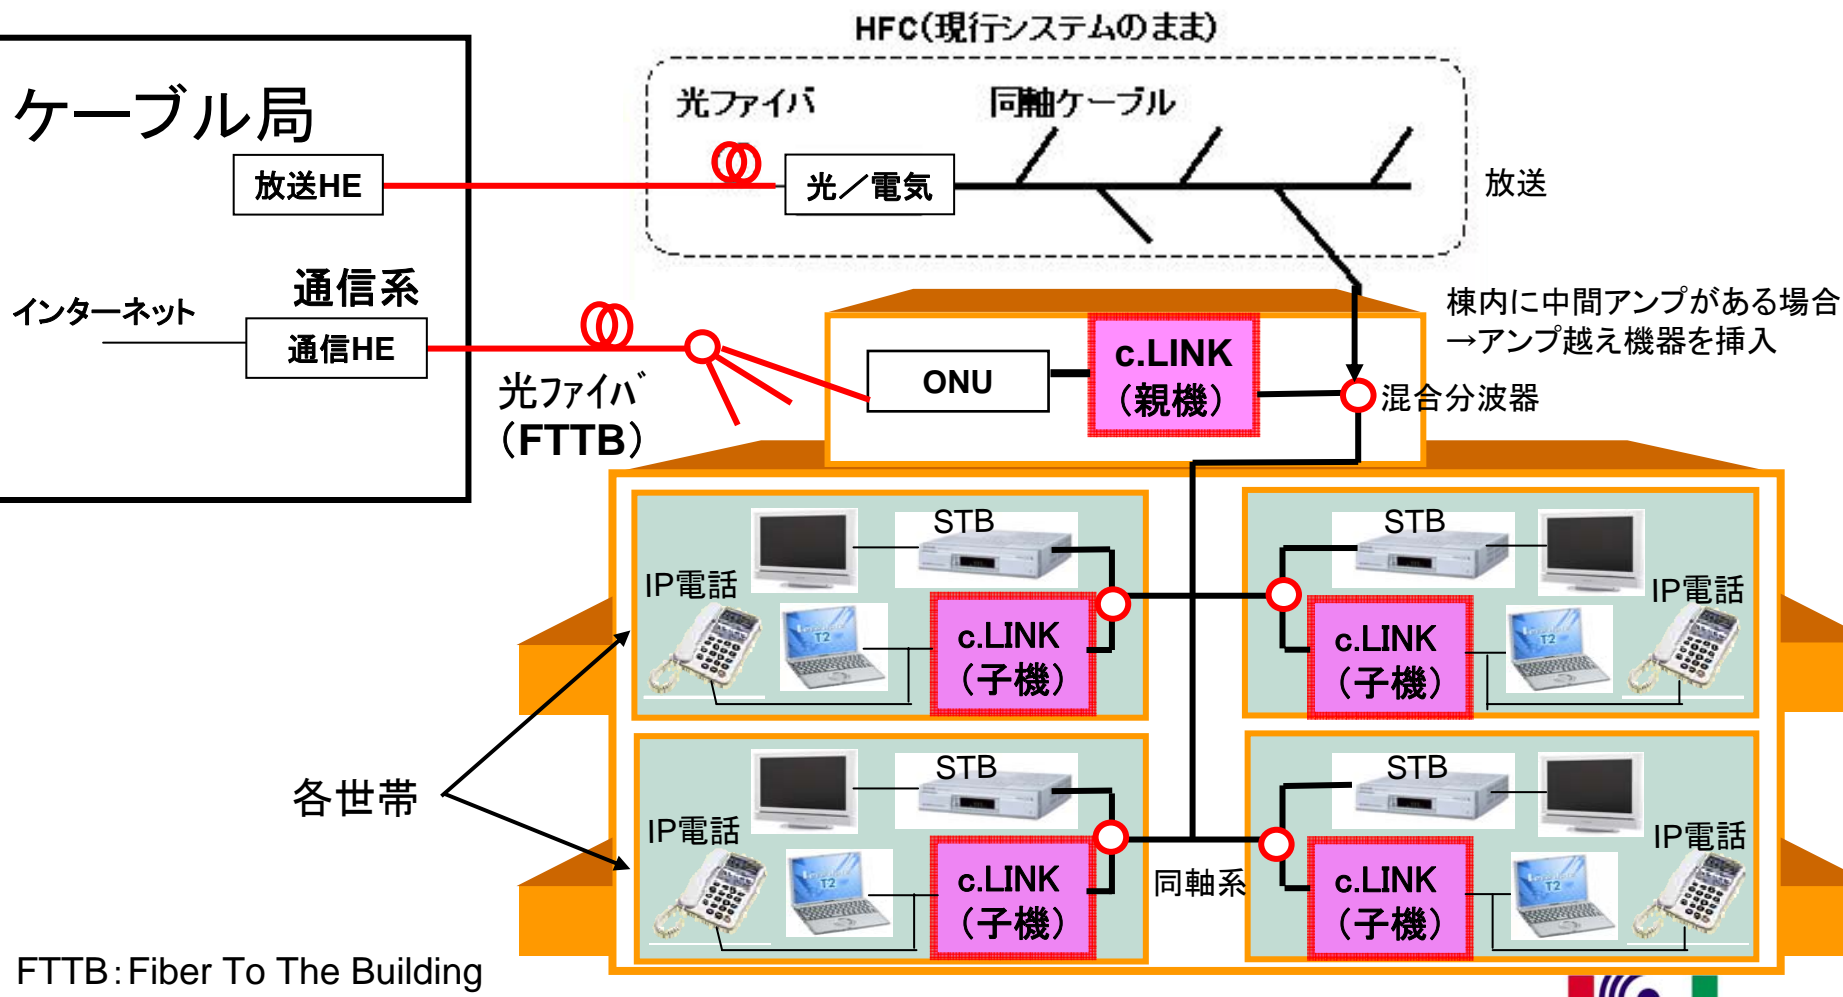 HFC(現行システムのまま)
ケーブル局
光ファイバ
同軸ケーブル
放送HE
光／電気
放送
通信系
インターネット
通信HE
光ファイバ
（FTTB）
棟内に中間アンプがある場合
→アンプ越え機器を挿入
ONU
c.LINK
（親機）
混合分波器
STB
IP電話
c.LINK
（子機）
STB
IP電話
c.LINK
（子機）
各世帯
STB
IP電話
c.LINK
（子機）
同軸系
STB
IP電話
c.LINK
（子機）
FTTB：Fiber To The Building